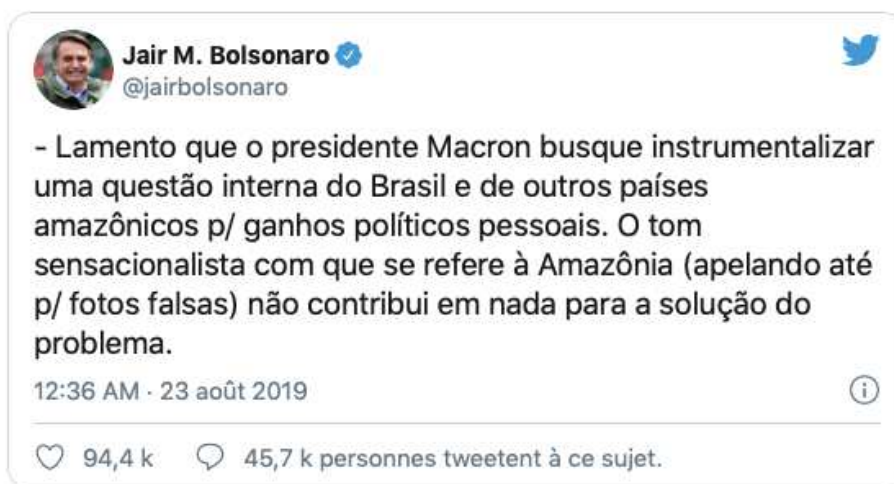 Jair M. Bolsonaro
@jairbolsonaro
- Lamento que o presidente Macron busque instrumentalizar
uma questão interna do Brasil e de outros países
amazônicos p/ ganhos políticos pessoais. O tom
sensacionalista com que se refere à Amazônia (apelando até
p/ fotos falsas) não contribui em nada para a solução do
problema.
12:36 AM · 23 août 2019
94,4 k 45,7 k personnes tweetent à ce sujet.